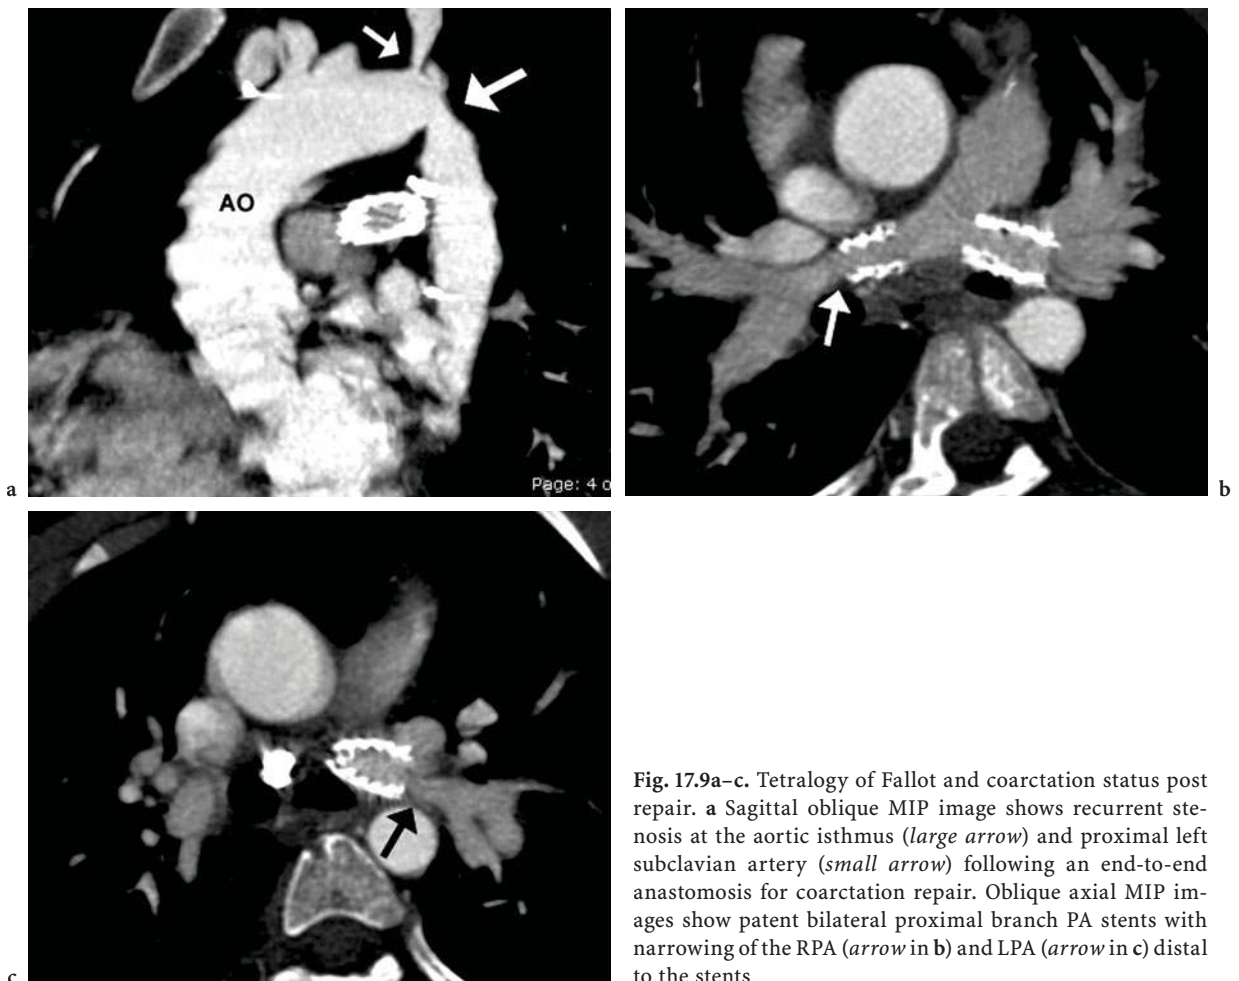 AO
Page: 4 o
a
b
c
Fig. 17.9a–c. Tetralogy of Fallot and coarctation status post
repair. a Sagittal oblique MIP image shows recurrent ste-
nosis at the aortic isthmus (large arrow) and proximal left
subclavian artery (small arrow) following an end-to-end
anastomosis for coarctation repair. Oblique axial MIP im-
ages show patent bilateral proximal branch PA stents with
narrowing of the RPA (arrow in b) and LPA (arrow in c) distal
to the stents